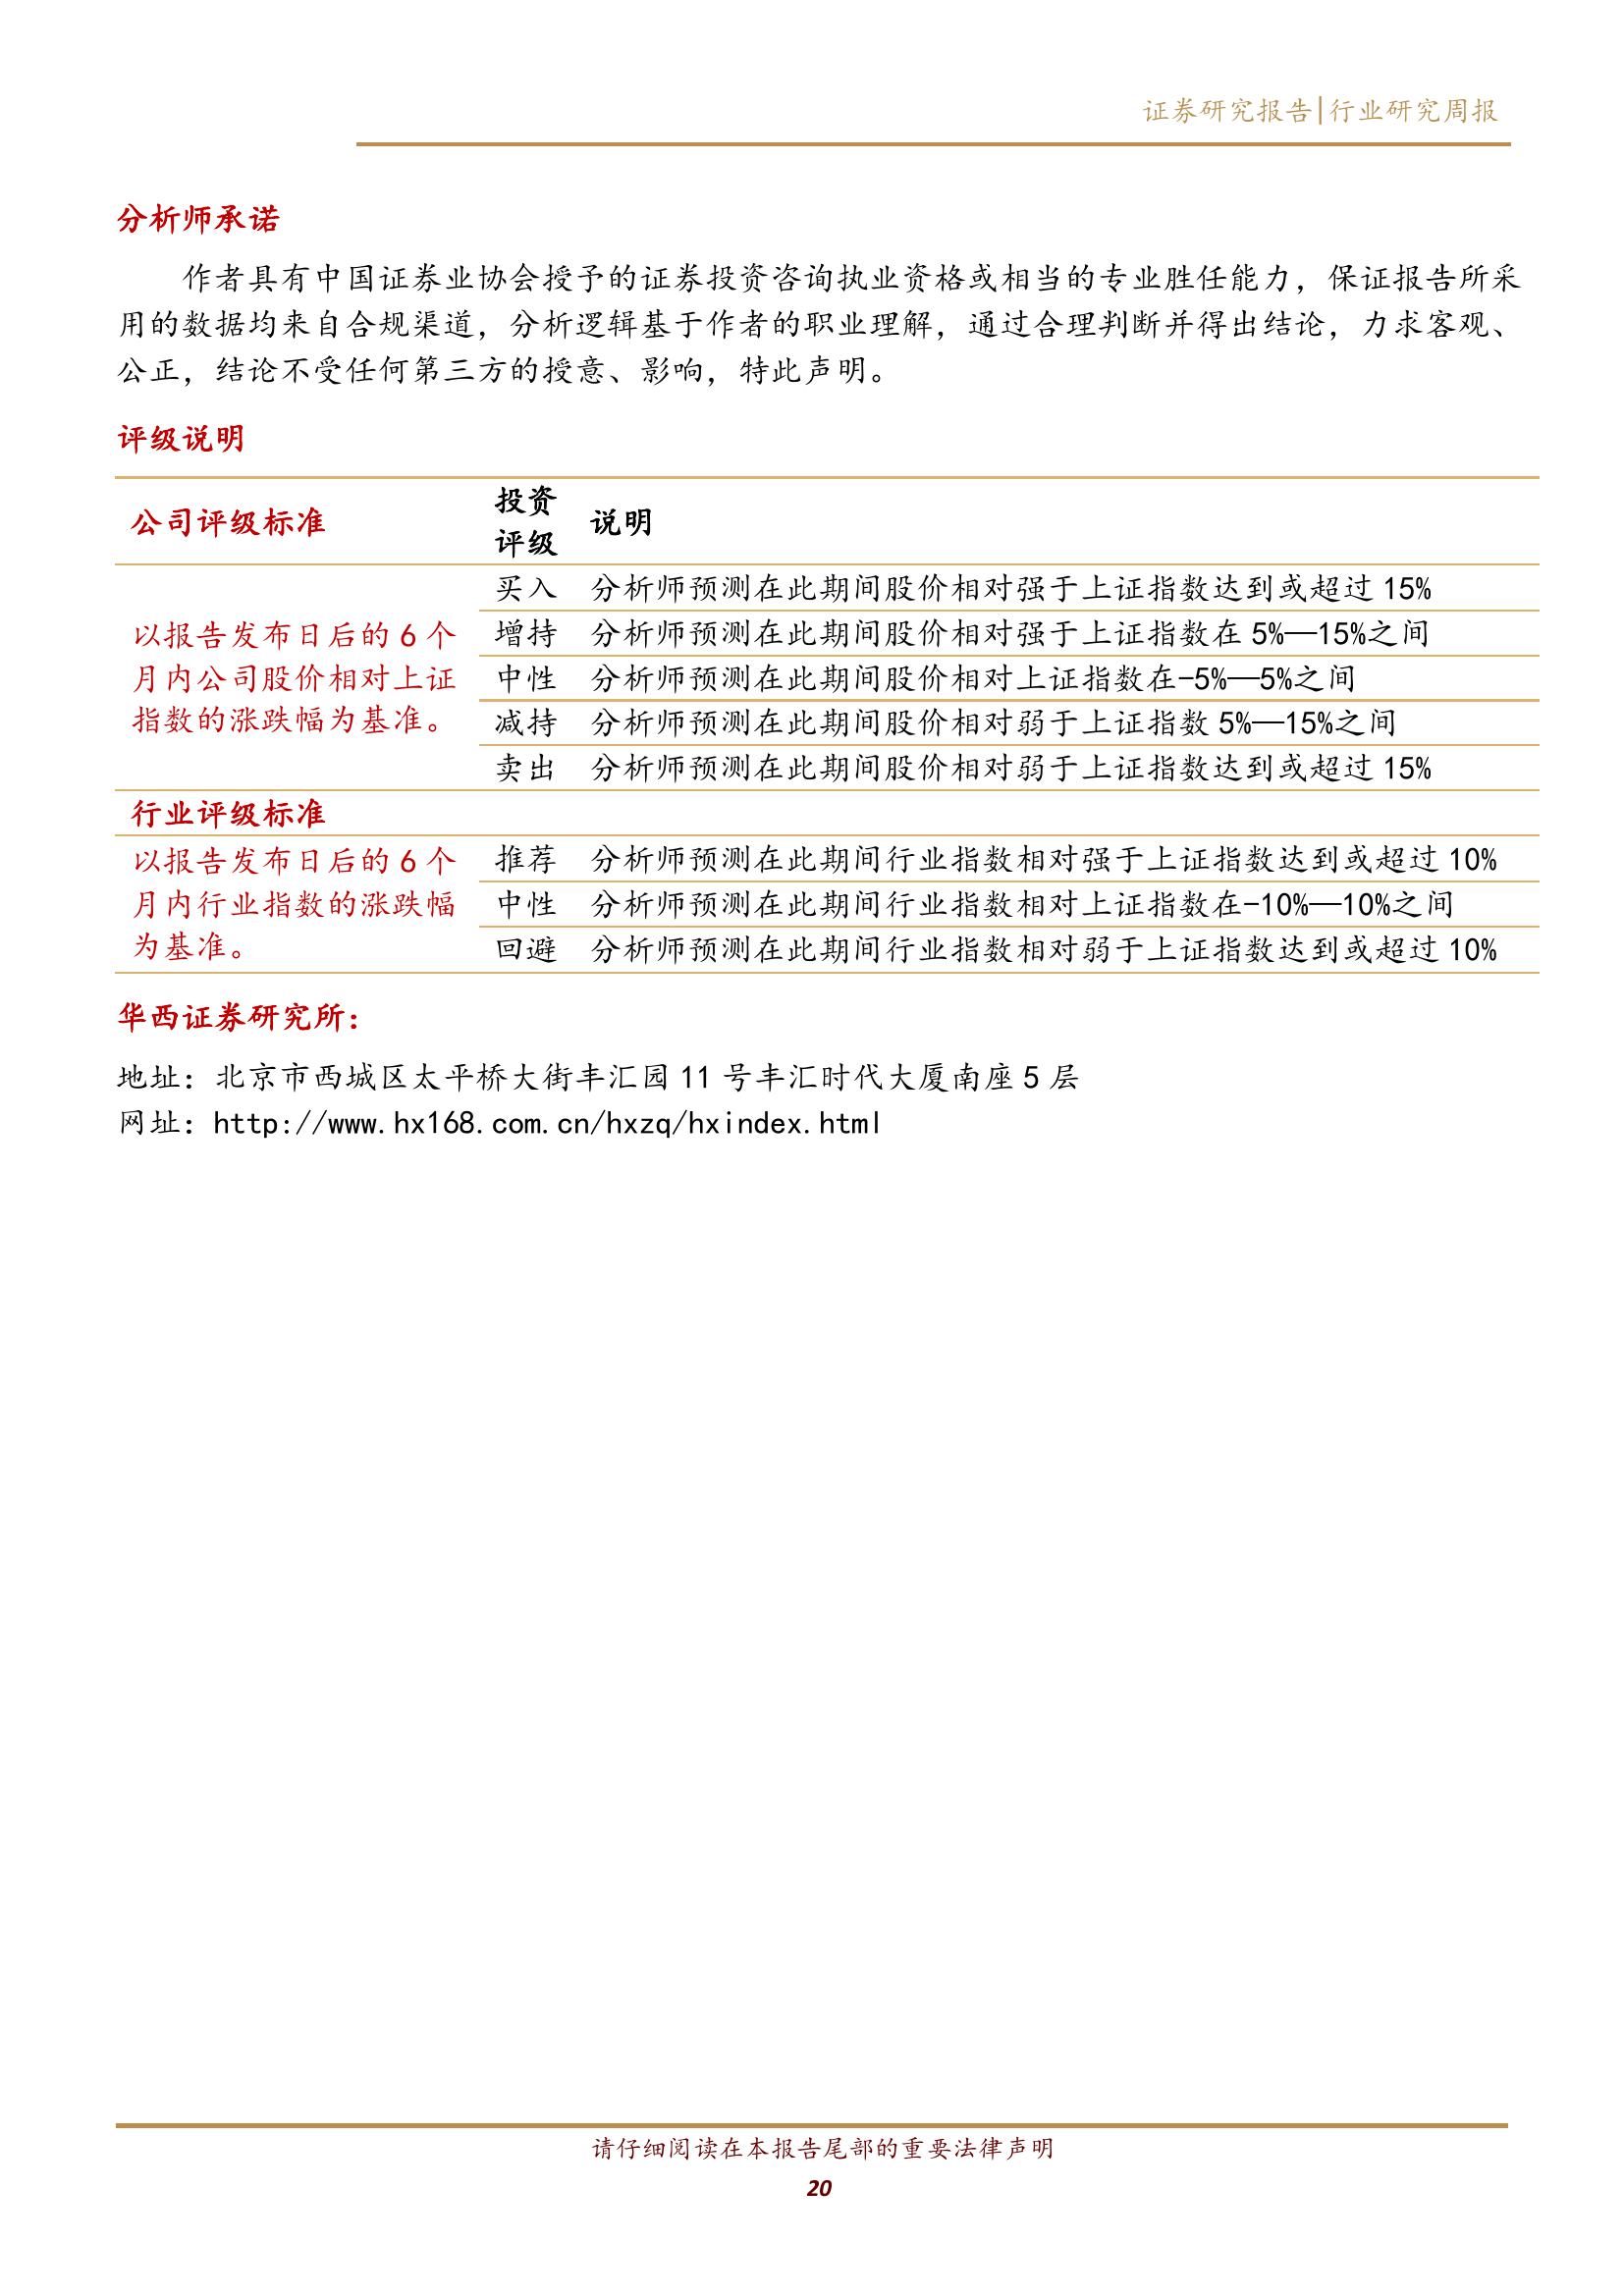 证券研究报告|行业研究周报
分析师承诺
作者具有中国证券业协会授予的证券投资咨询执业资格或相当的专业胜任能力，保证报告所采
用的数据均来自合规渠道，分析逻辑基于作者的职业理解，通过合理判断并得出结论，力求客观、
公正，结论不受任何第三方的授意、影响，特此声明。
评级说明
公司评级标准
投资
评级
说明
以报告发布日后的 6 个
月内公司股价相对上证
指数的涨跌幅为基准。
买入 分析师预测在此期间股价相对强于上证指数达到或超过 15%
增持 分析师预测在此期间股价相对强于上证指数在 5%—15%之间
中性 分析师预测在此期间股价相对上证指数在-5%—5%之间
减持 分析师预测在此期间股价相对弱于上证指数 5%—15%之间
卖出 分析师预测在此期间股价相对弱于上证指数达到或超过 15%
行业评级标准
以报告发布日后的 6 个
月内行业指数的涨跌幅
为基准。
推荐 分析师预测在此期间行业指数相对强于上证指数达到或超过 10%
中性 分析师预测在此期间行业指数相对上证指数在-10%—10%之间
回避 分析师预测在此期间行业指数相对弱于上证指数达到或超过 10%
华西证券研究所：
地址：北京市西城区太平桥大街丰汇园 11 号丰汇时代大厦南座 5 层
网址：http://www.hx168.com.cn/hxzq/hxindex.html
请仔细阅读在本报告尾部的重要法律声明
20